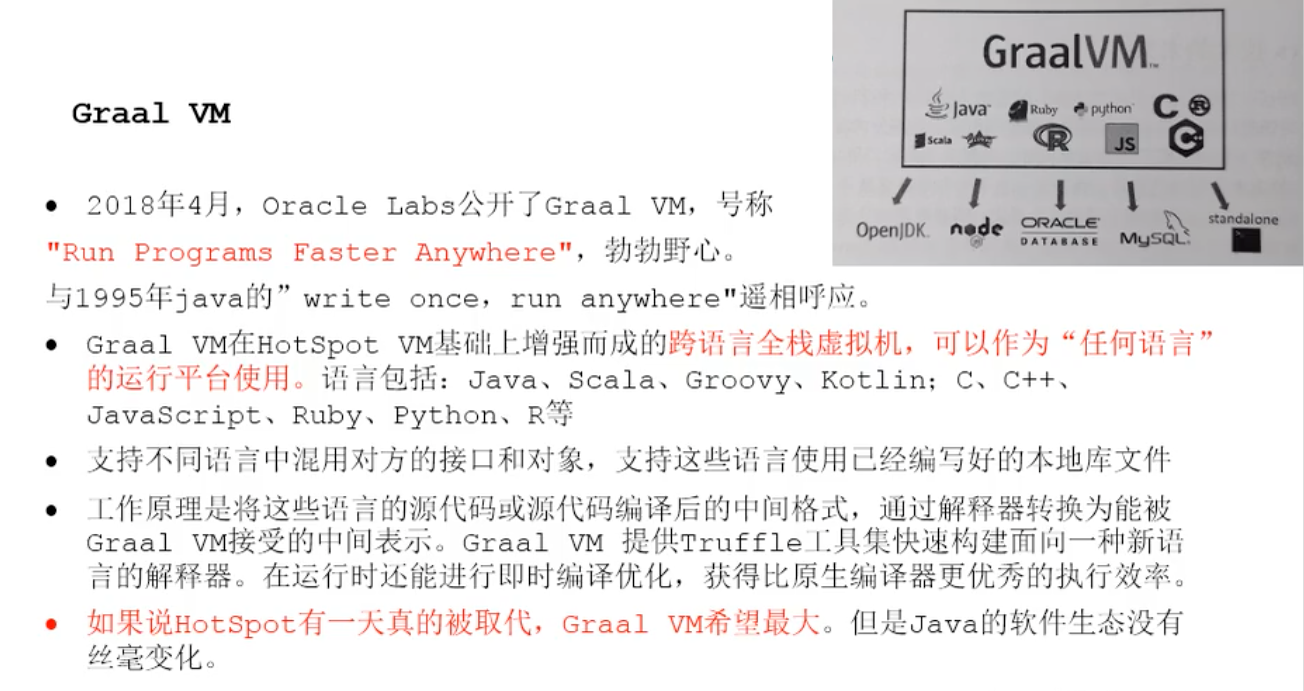 GraalVM™
Java Ruby python C R
Scala R JS C+
OpenJDK node ORACLE DATABASE MySQL standalone
Graal VM
• 2018年4月，Oracle Labs公开了Graal VM，号称
"Run Programs Faster Anywhere"，勃勃野心。
与1995年java的”write once，run anywhere"遥相呼应。
• Graal VM在HotSpot VM基础上增强而成的跨语言全栈虚拟机，可以作为“任何语言”
的运行平台使用。语言包括：Java、Scala、Groovy、Kotlin；C、C++、
JavaScript、Ruby、Python、R等
• 支持不同语言中混用对方的接口和对象，支持这些语言使用已经编写好的本地库文件
• 工作原理是将这些语言的源代码或源代码编译后的中间格式，通过解释器转换为能被
Graal VM接受的中间表示。Graal VM 提供Truffle工具集快速构建面向一种新语
言的解释器。在运行时还能进行即时编译优化，获得比原生编译器更优秀的执行效率。
• 如果说HotSpot有一天真的被取代，Graal VM希望最大。但是Java的软件生态没有
丝毫变化。